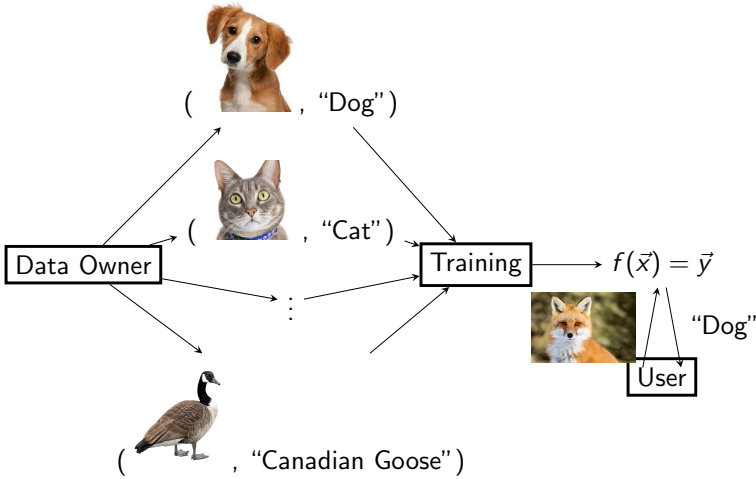 ( , “Dog”)
( , “Cat”)
Data Owner
Training
f(x⃗) = y⃗
⋮
“Dog”
User
( , “Canadian Goose”)